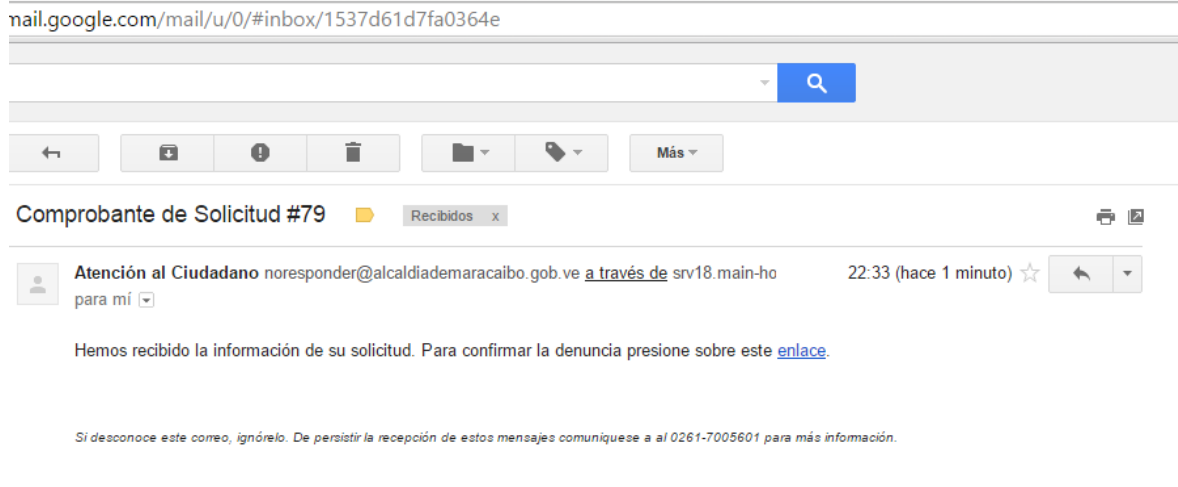 mail.google.com/mail/u/0/#inbox/1537d61d7fa0364e
Más
Comprobante de Solicitud #79 Recibidos x
Atención al Ciudadano noresponder@alcaldiademaracaibo.gob.ve a través de srv18.main-ho 22:33 (hace 1 minuto)
para mí
Hemos recibido la información de su solicitud. Para confirmar la denuncia presione sobre este enlace.
Si desconoce este correo, ignórelo. De persistir la recepción de estos mensajes comuniquese a al 0261-7005601 para más información.